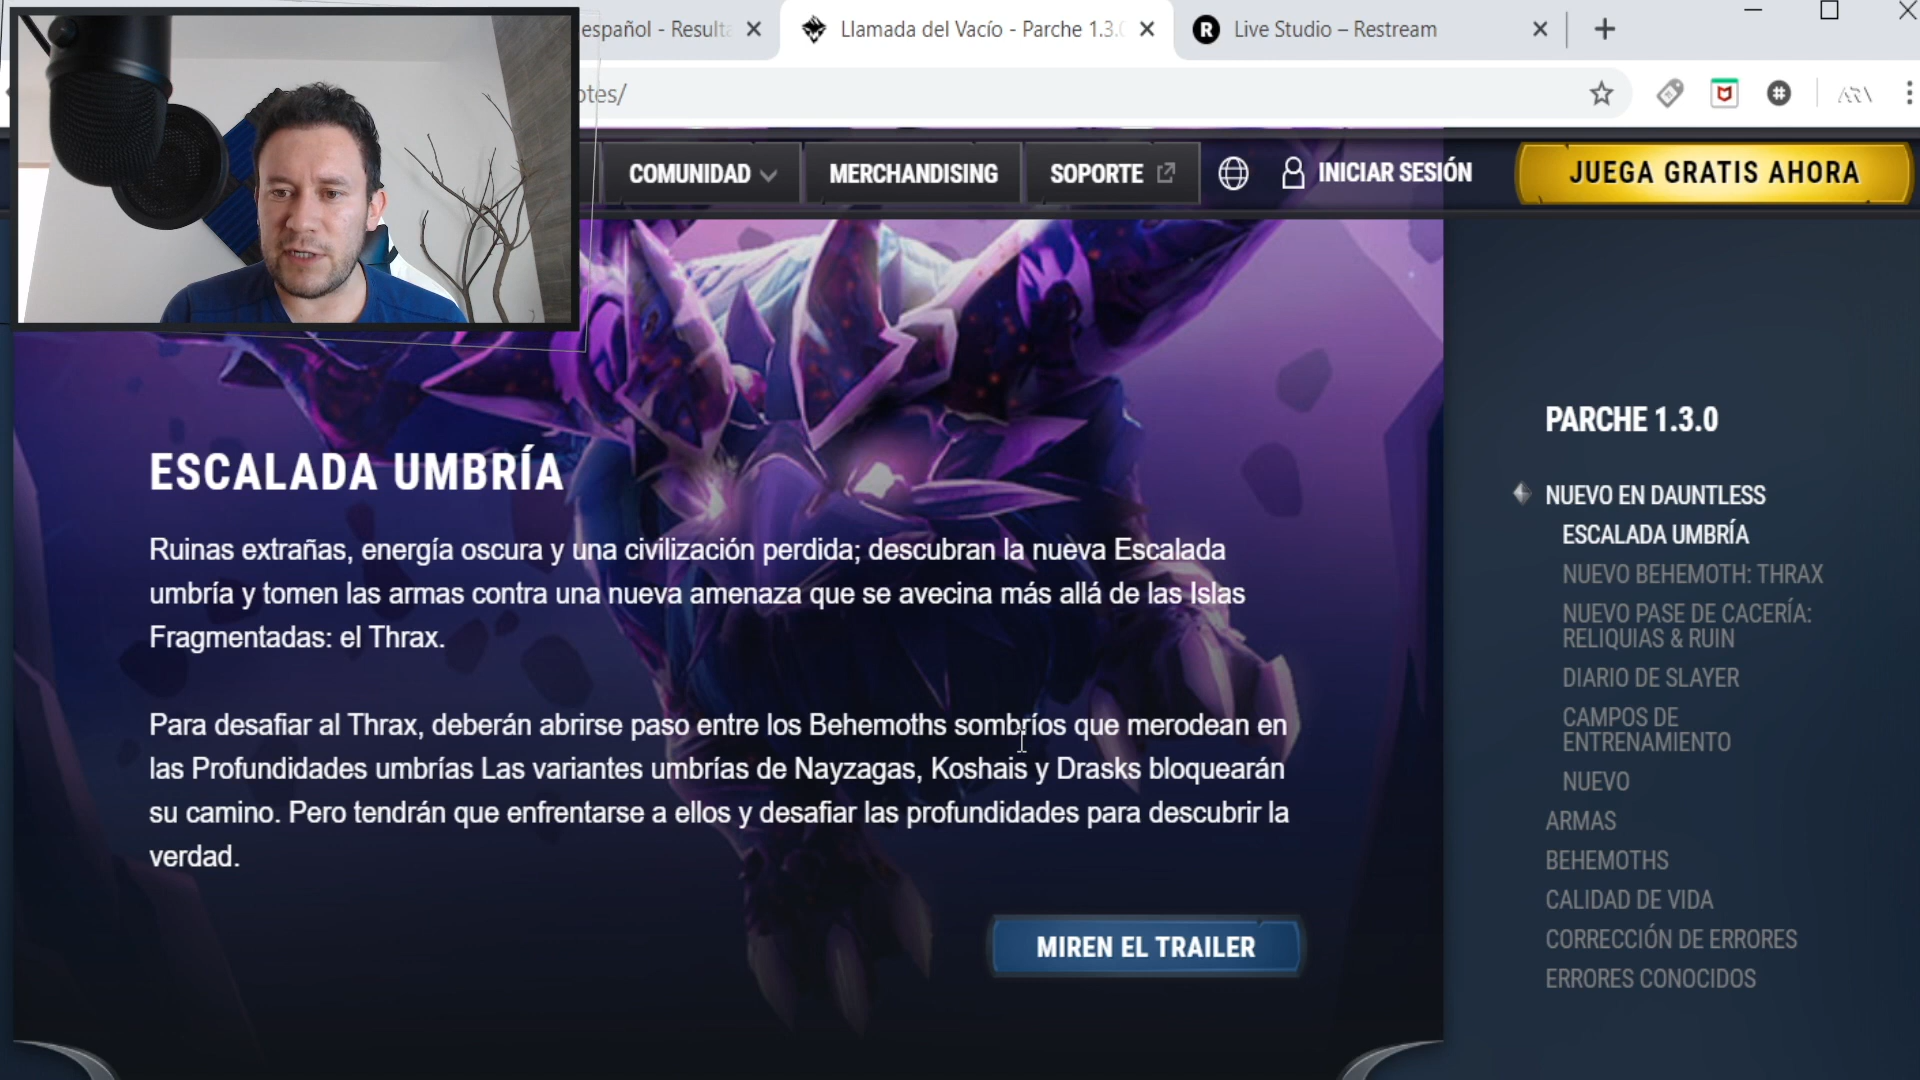 español - Result
Llamada del Vacío - Parche 1.3.
Live Studio – Restream
otes/
COMUNIDAD
MERCHANDISING
SOPORTE
INICIAR SESIÓN
JUEGA GRATIS AHORA
ESCALADA UMBRÍA
Ruinas extrañas, energía oscura y una civilización perdida; descubran la nueva Escalada
umbría y tomen las armas contra una nueva amenaza que se avecina más allá de las Islas
Fragmentadas: el Thrax.
Para desafiar al Thrax, deberán abrirse paso entre los Behemoths sombríos que merodean en
las Profundidades umbrías Las variantes umbrías de Nayzagas, Koshais y Drasks bloquearán
su camino. Pero tendrán que enfrentarse a ellos y desafiar las profundidades para descubrir la
verdad.
MIREN EL TRAILER
PARCHE 1.3.0
NUEVO EN DAUNTLESS
ESCALADA UMBRÍA
NUEVO BEHEMOTH: THRAX
NUEVO PASE DE CACERÍA:
RELIQUIAS & RUIN
DIARIO DE SLAYER
CAMPOS DE
ENTRENAMIENTO
NUEVO
ARMAS
BEHEMOTHS
CALIDAD DE VIDA
CORRECCIÓN DE ERRORES
ERRORES CONOCIDOS